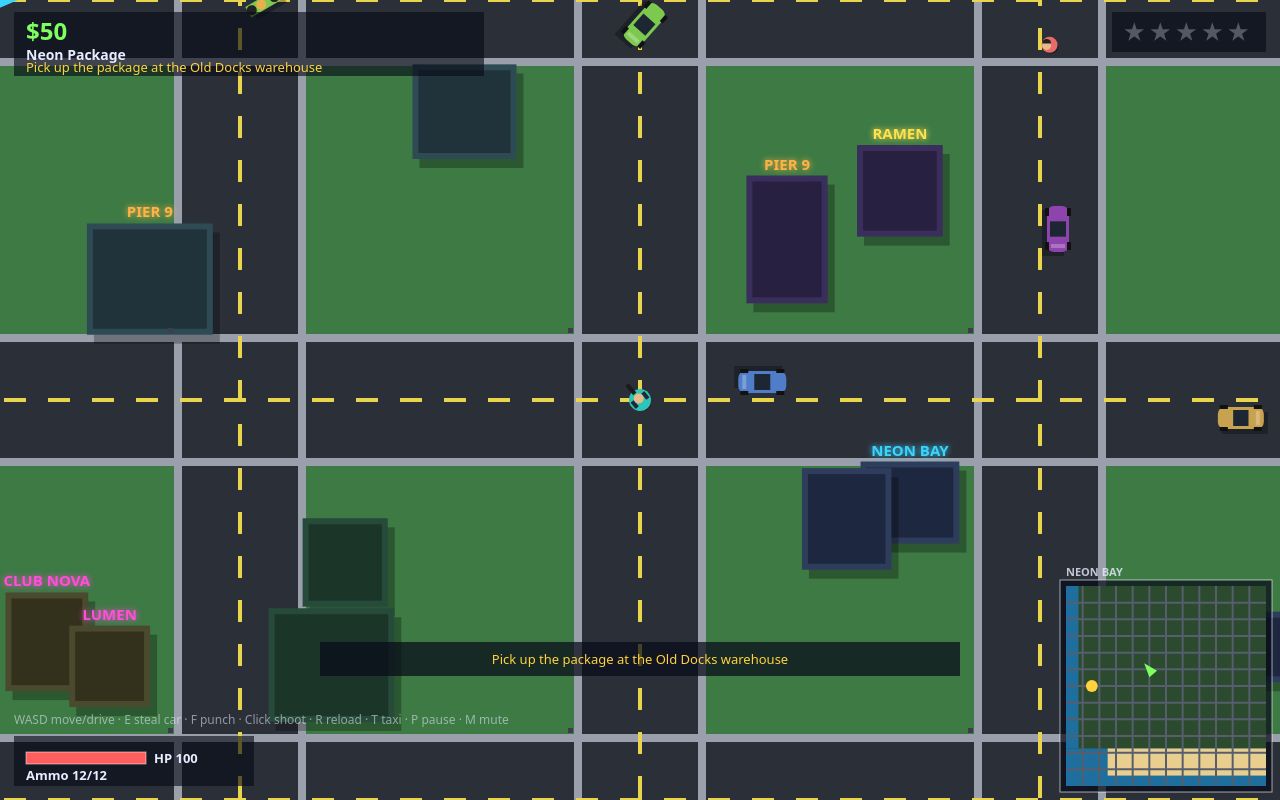 $50
Neon Package
Pick up the package at the Old Docks warehouse
RAMEN
PIER 9
PIER 9
NEON BAY
CLUB NOVA
LUMEN
NEON BAY
Pick up the package at the Old Docks warehouse
WASD move/drive · E steal car · F punch · Click shoot · R reload · T taxi · P pause · M mute
HP 100
Ammo 12/12